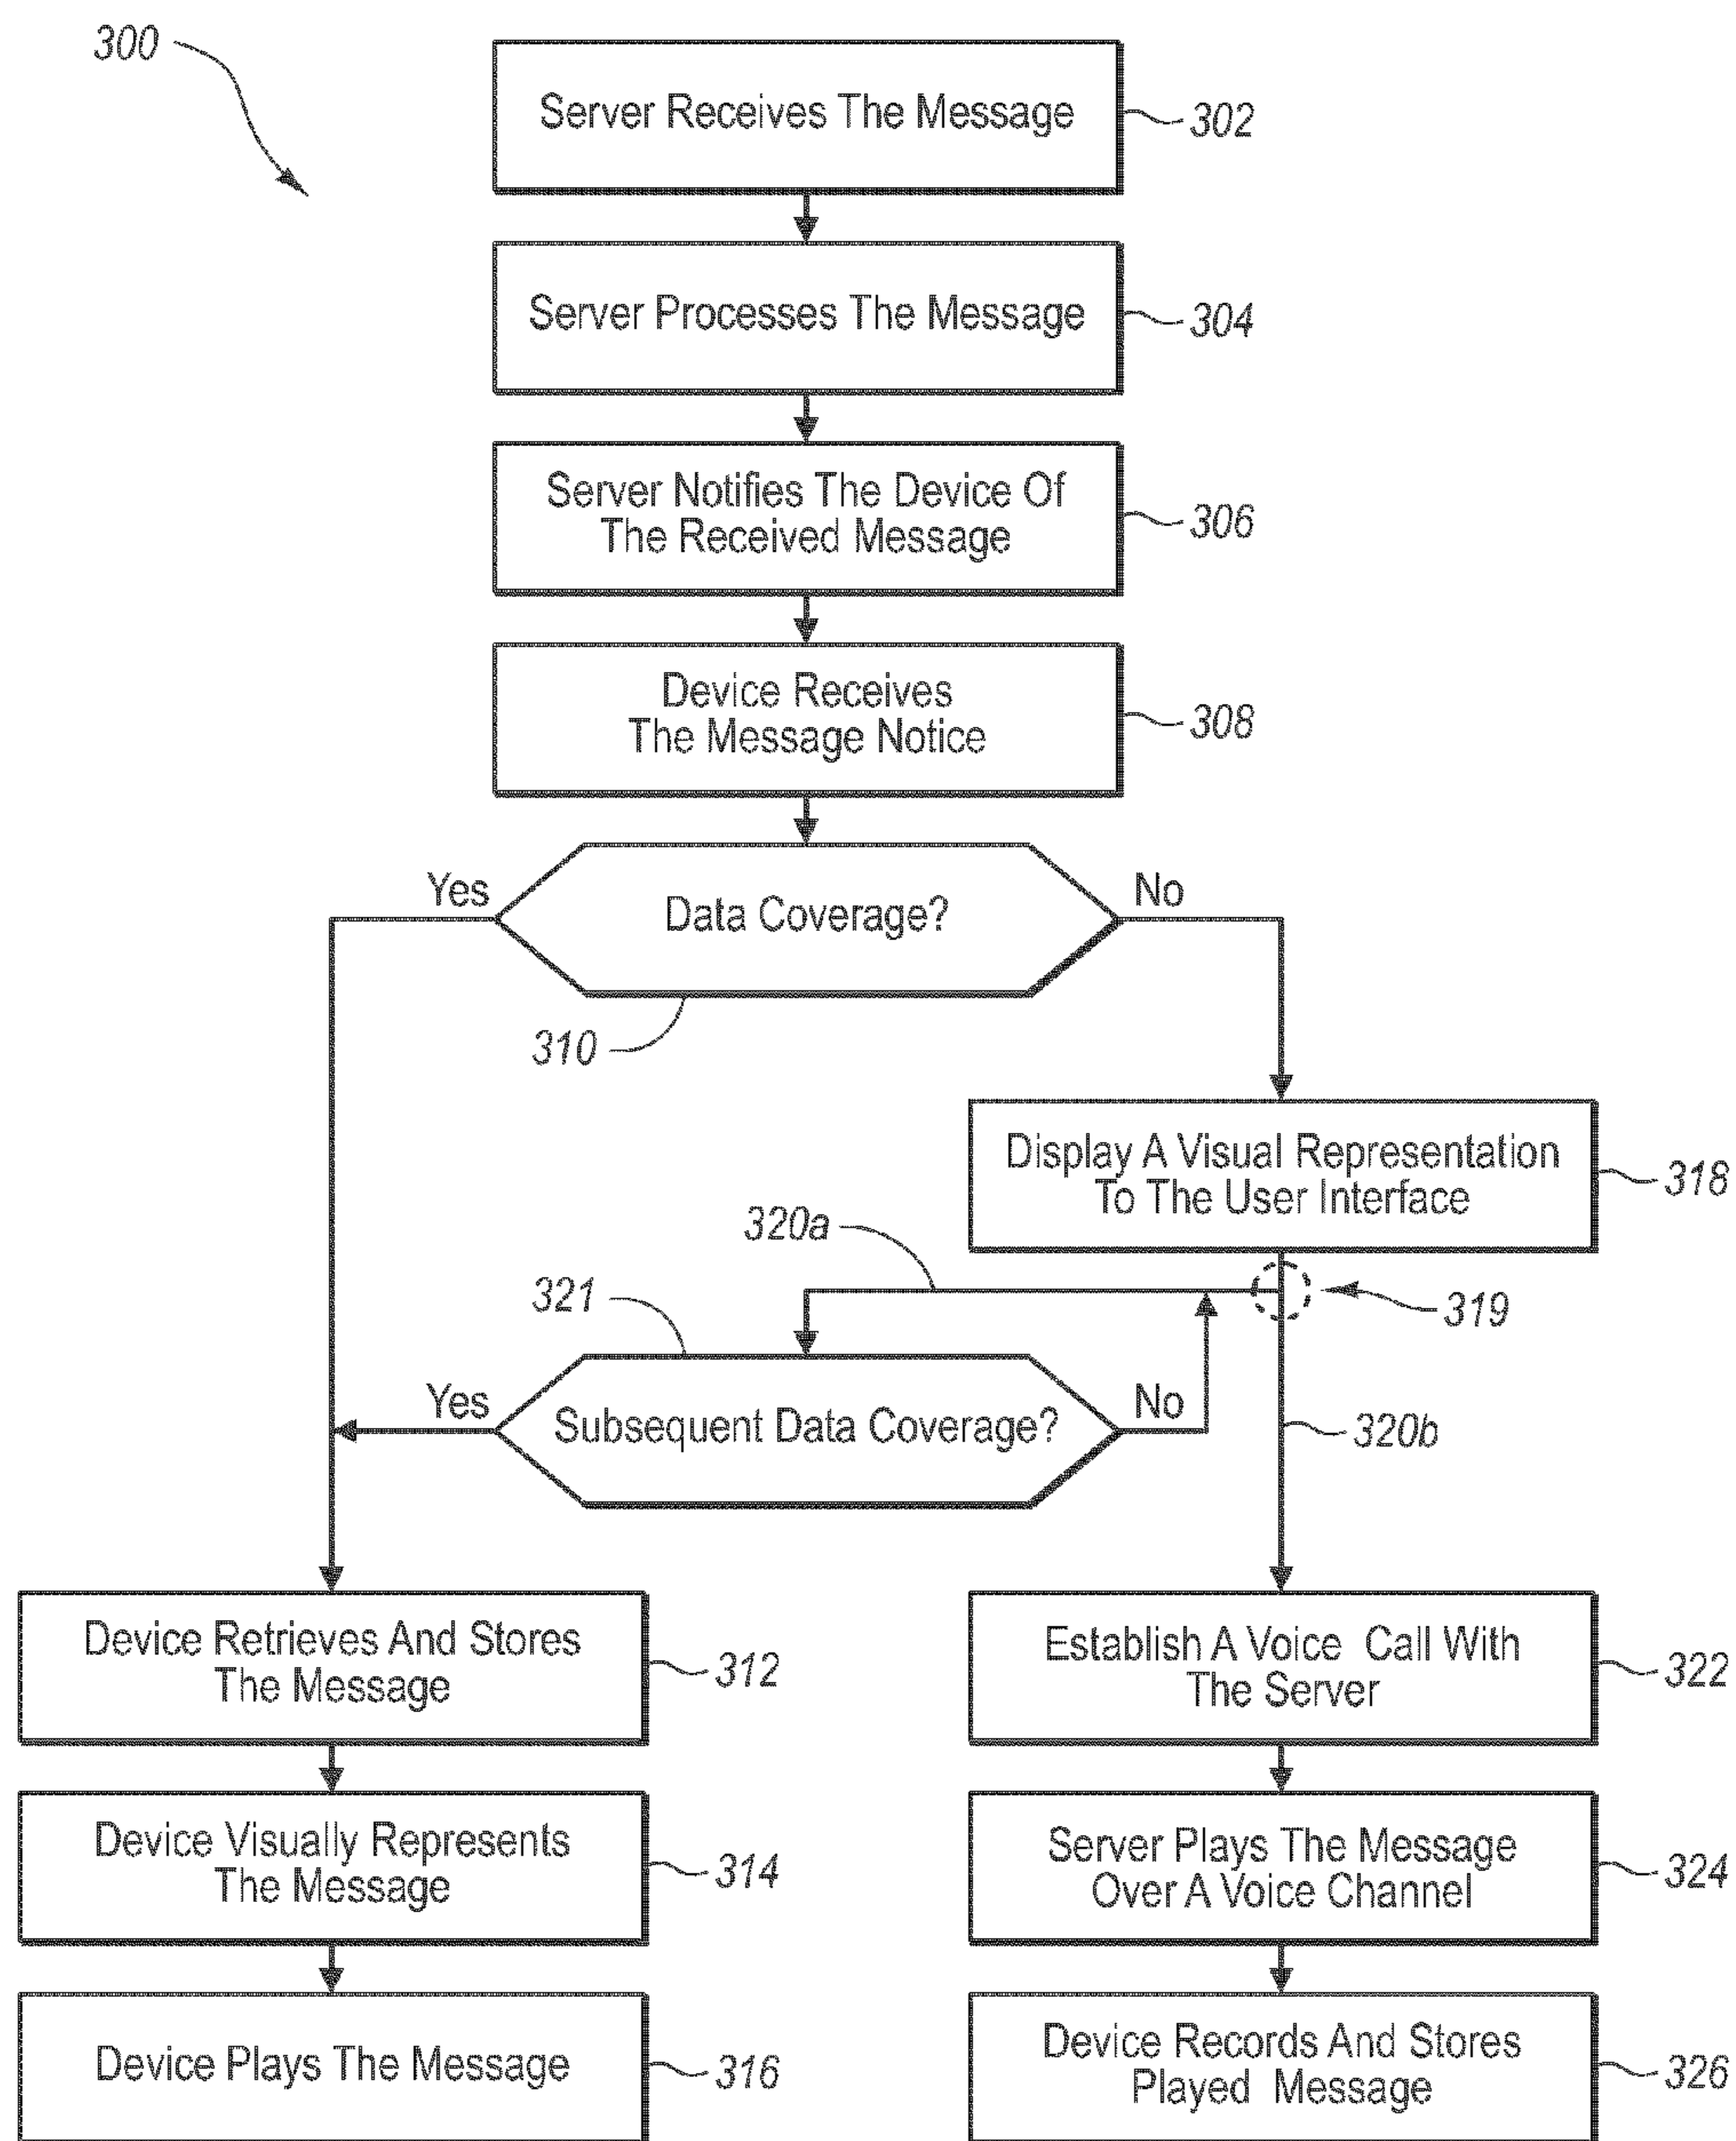 300
Server Receives The Message
302
Server Processes The Message
304
Server Notifies The Device Of
The Received Message
306
Device Receives
The Message Notice
308
Yes
Data Coverage?
No
310
Display A Visual Representation
To The User Interface
318
320a
319
321
Yes
Subsequent Data Coverage?
No
320b
Device Retrieves And Stores
The Message
312
Establish A Voice Call With
The Server
322
Device Visually Represents
The Message
314
Server Plays The Message
Over A Voice Channel
324
Device Plays The Message
316
Device Records And Stores
Played Message
326